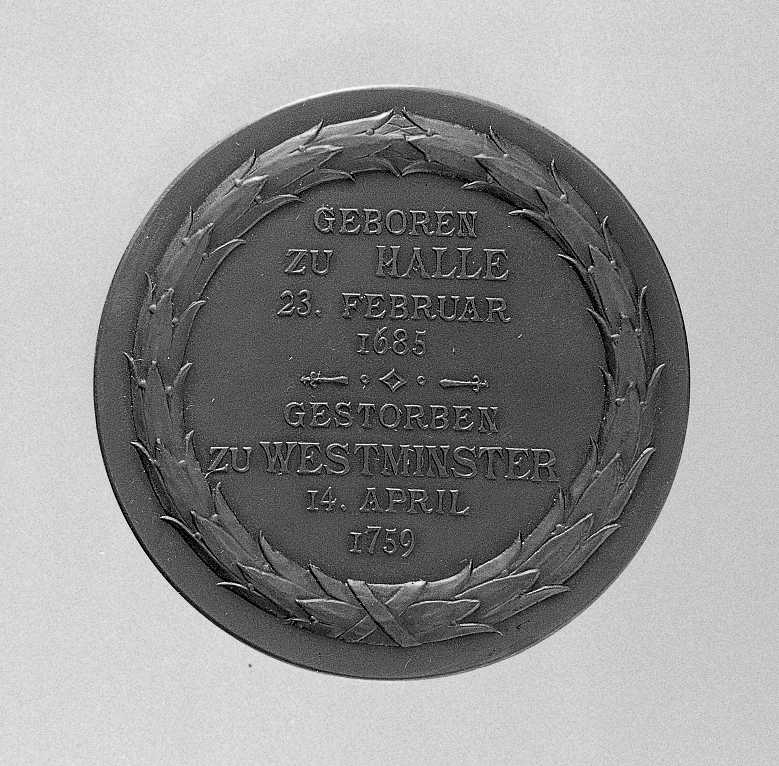 GEBOREN
ZU HALLE
23. FEBRUAR
1685
GESTORBEN
ZU WESTMINSTER
14. APRIL
1759